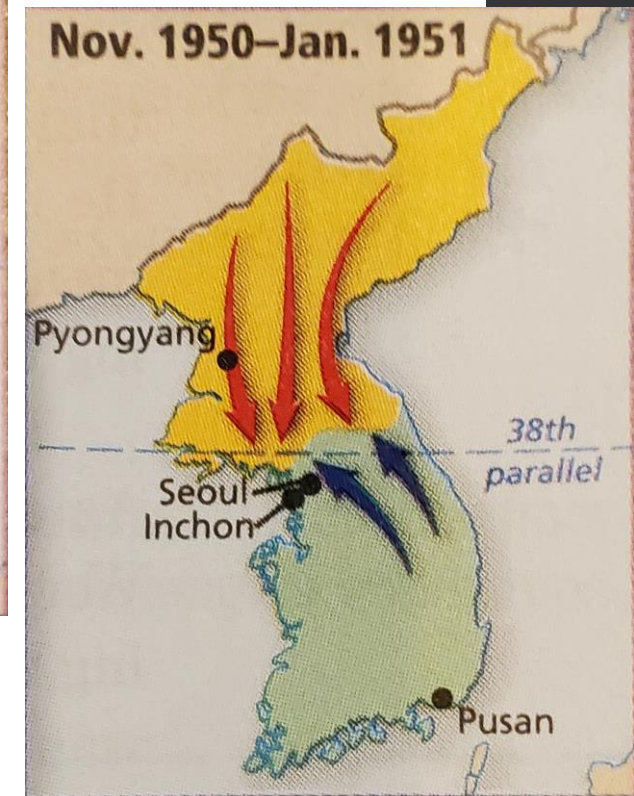 Nov. 1950–Jan. 1951
Pyongyang
38th
parallel
Seoul
Inchon
Pusan